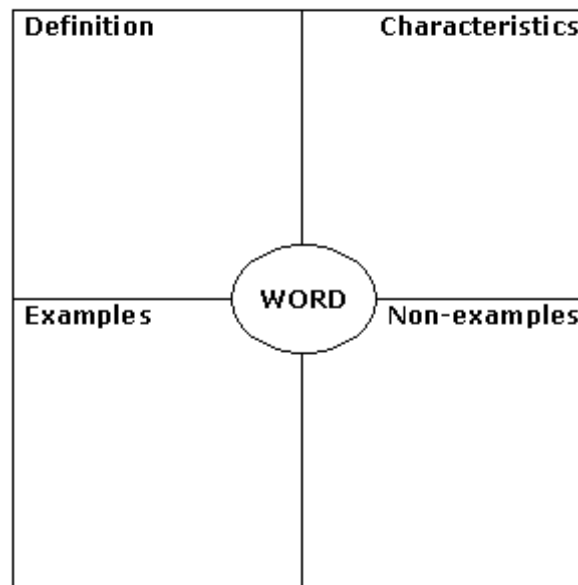 Definition
Characteristics
WORD
Examples
Non-examples